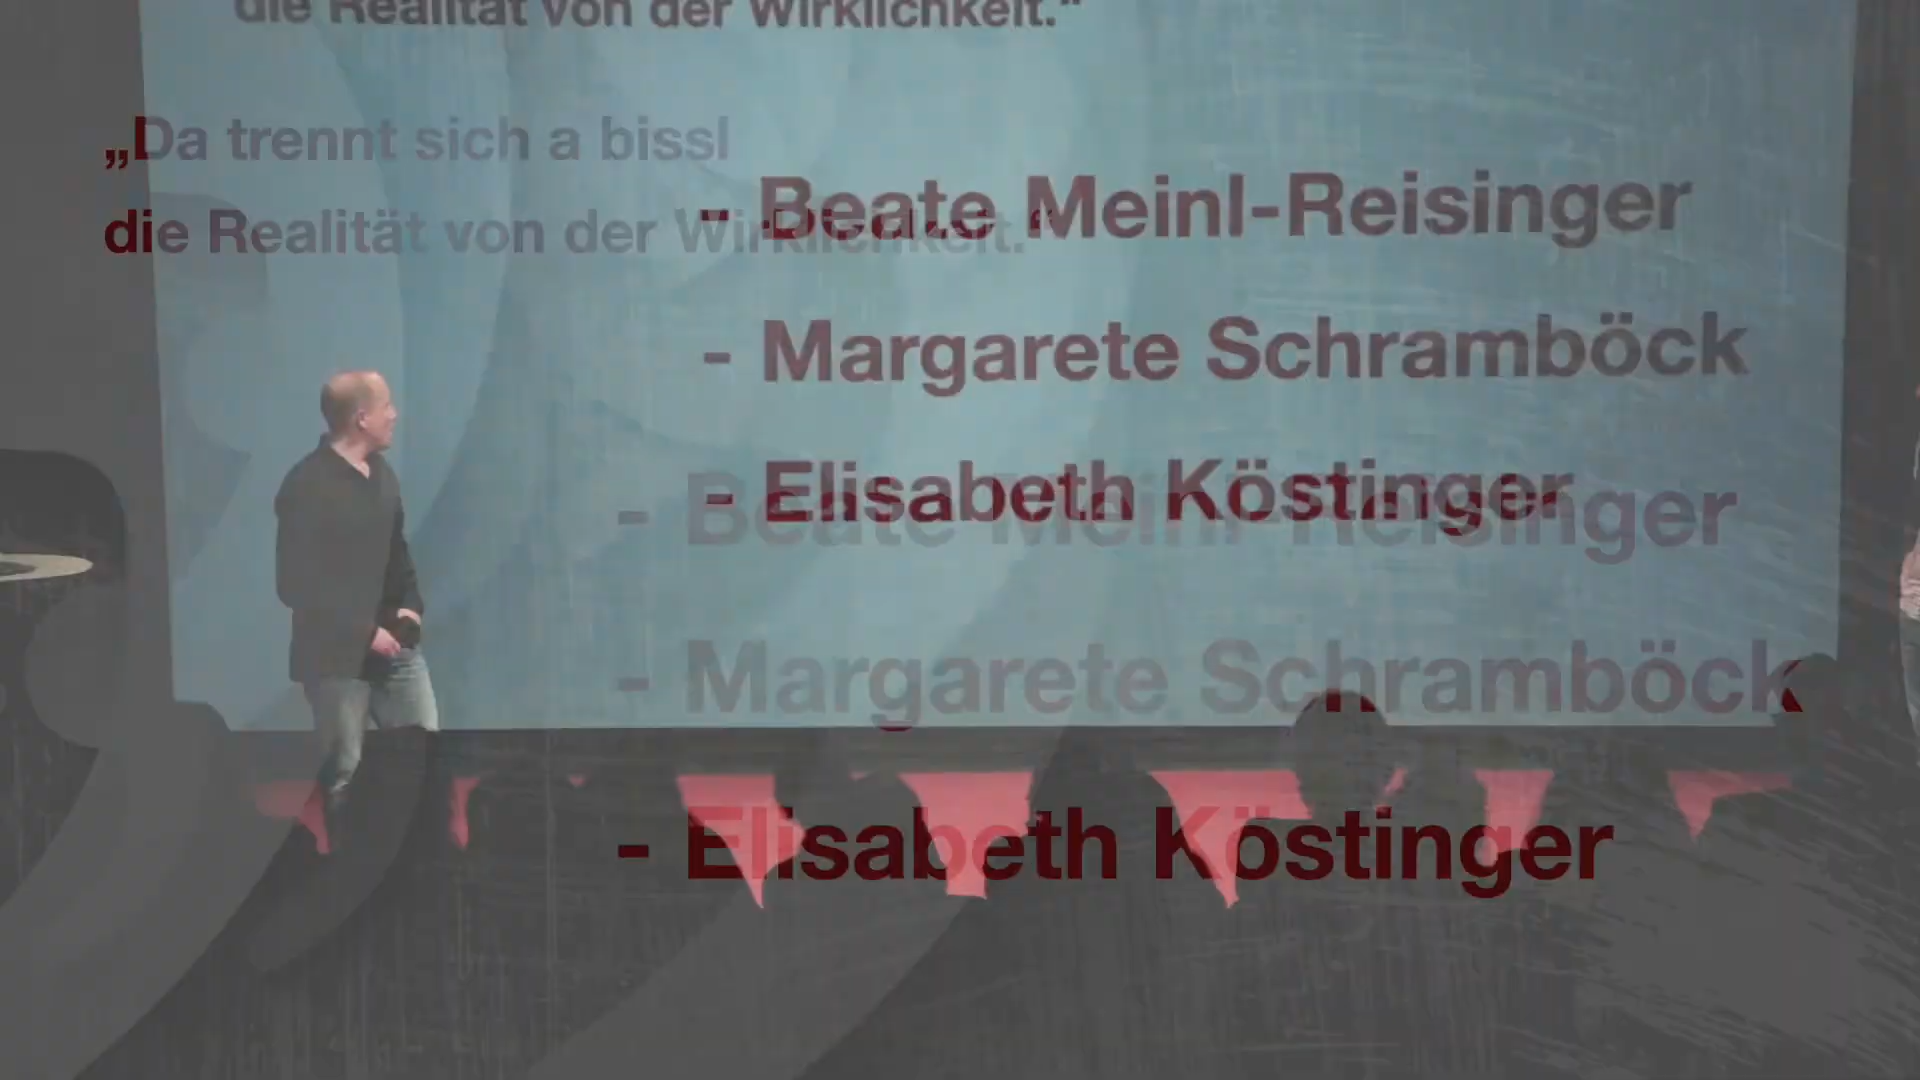 die Realität von der Wirklichkeit.“
„Da trennt sich a bissl
die Realität von der Wirklichkeit.“
- Beate Meinl-Reisinger
- Margarete Schramböck
- Elisabeth Köstinger
- Beate Meinl-Reisinger
- Margarete Schramböck
- Elisabeth Köstinger